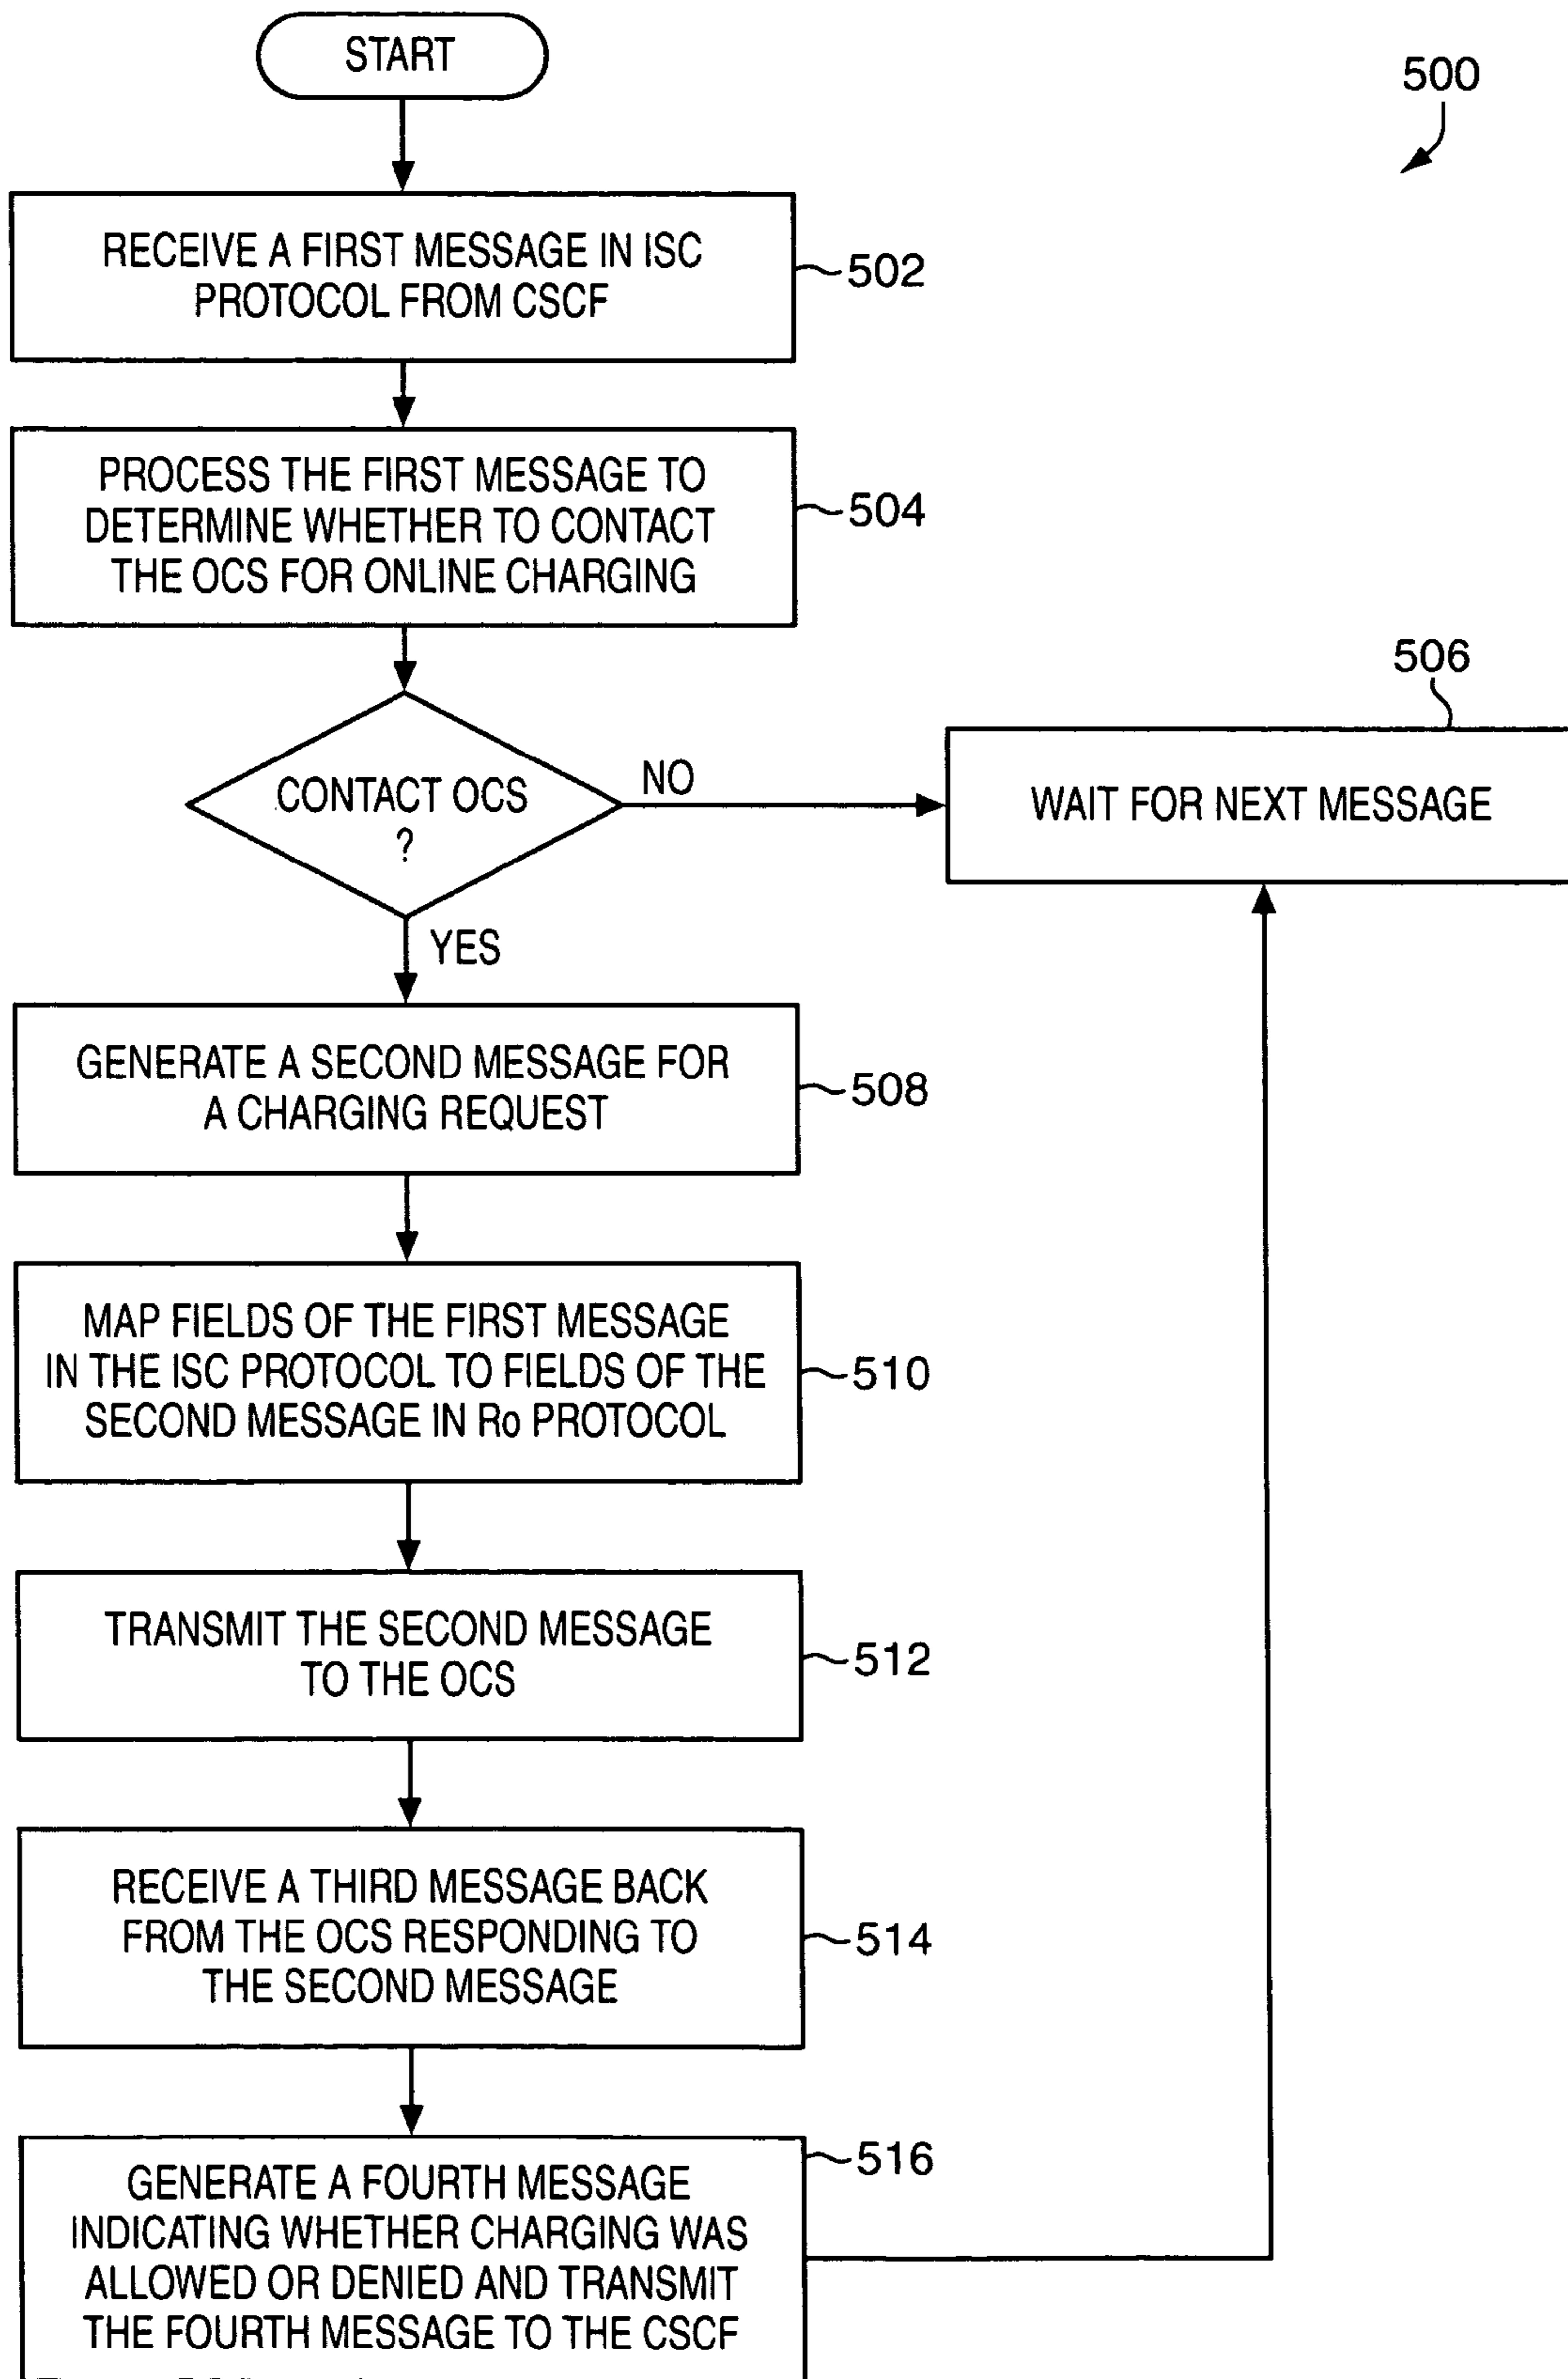 START
500
RECEIVE A FIRST MESSAGE IN ISC
PROTOCOL FROM CSCF
502
PROCESS THE FIRST MESSAGE TO
DETERMINE WHETHER TO CONTACT
THE OCS FOR ONLINE CHARGING
504
506
CONTACT OCS
?
NO
WAIT FOR NEXT MESSAGE
YES
GENERATE A SECOND MESSAGE FOR
A CHARGING REQUEST
508
MAP FIELDS OF THE FIRST MESSAGE
IN THE ISC PROTOCOL TO FIELDS OF THE
SECOND MESSAGE IN Ro PROTOCOL
510
TRANSMIT THE SECOND MESSAGE
TO THE OCS
512
RECEIVE A THIRD MESSAGE BACK
FROM THE OCS RESPONDING TO
THE SECOND MESSAGE
514
GENERATE A FOURTH MESSAGE
INDICATING WHETHER CHARGING WAS
ALLOWED OR DENIED AND TRANSMIT
THE FOURTH MESSAGE TO THE CSCF
516